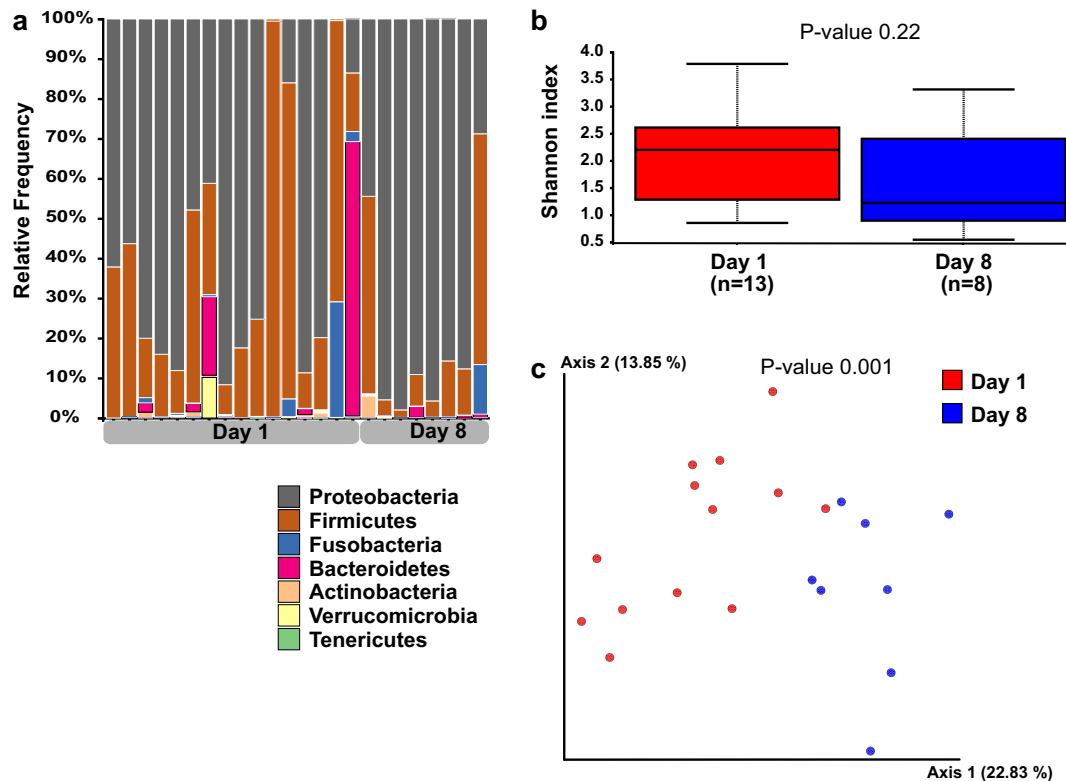 a
Relative Frequency
100%
90%
80%
70%
60%
50%
40%
30%
20%
10%
0%
Day 1
Day 8
Proteobacteria
Firmicutes
Fusobacteria
Bacteroidetes
Actinobacteria
Verrucomicrobia
Tenericutes
b
P-value 0.22
Shannon index
4.0
3.5
3.0
2.5
2.0
1.5
1.0
0.5
Day 1
(n=13)
Day 8
(n=8)
c
Axis 2 (13.85 %)
P-value 0.001
Day 1
Day 8
Axis 1 (22.83 %)